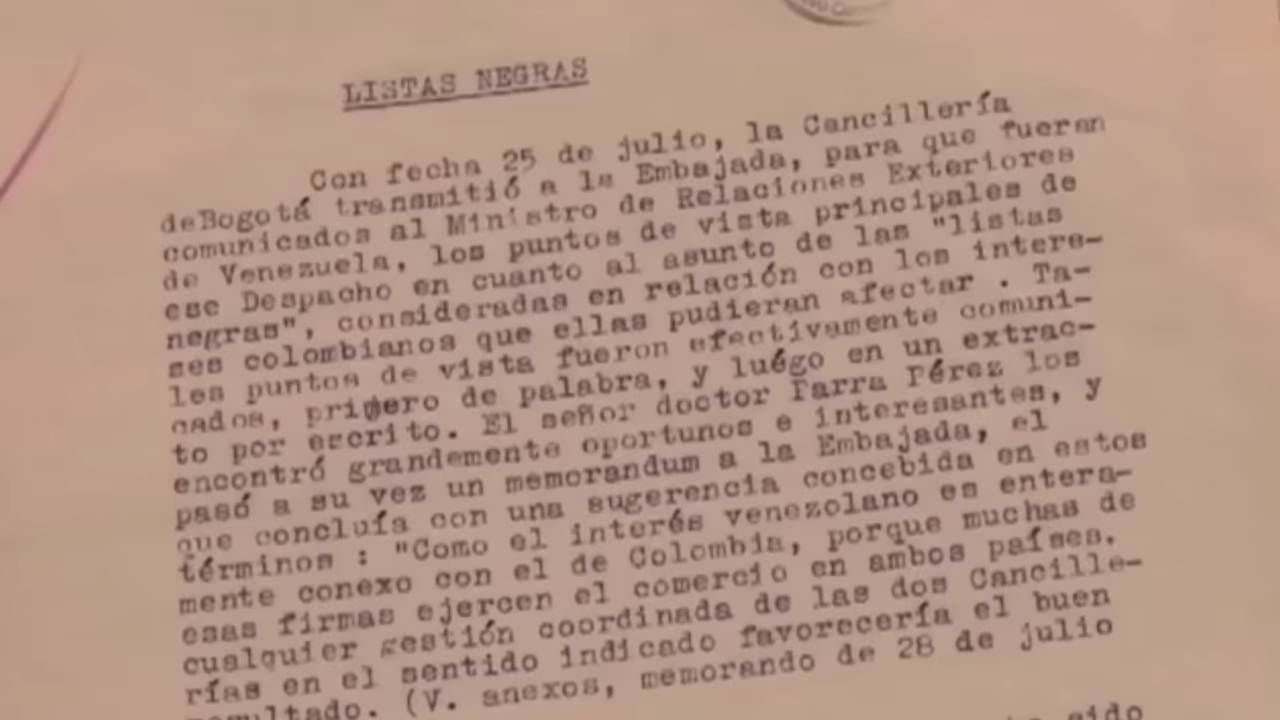 LISTAS NEGRAS
Con fecha 25 de julio, la Cancillería
deBogotá transmitió a la Embajada, para que fueran
comunicados al Ministro de Relaciones Exteriores
de Venezuela, los puntos de vista principales de
ese Despacho en cuanto al asunto de las "listas
negras", consideradas en relación con los intere-
ses colombianos que ellas pudieran afectar . Ta-
les puntos de vista fueron efectivamente comuni-
cados, primero de palabra, y luégo en un extrac-
to por escrito. El señor doctor Parra Pérez los
encontró grandemente oportunos e interesantes, y
pasó a su vez un memorandum a la Embajada, el
que concluía con una sugerencia concebida en estos
términos : "Como el interés venezolano es entera-
mente conexo con el de Colombia, porque muchas de
esas firmas ejercen el comercio en ambos países,
cualquier gestión coordinada de las dos Cancille-
rías en el sentido indicado favorecería el buen
resultado. (V. anexos, memorando de 28 de julio
sido